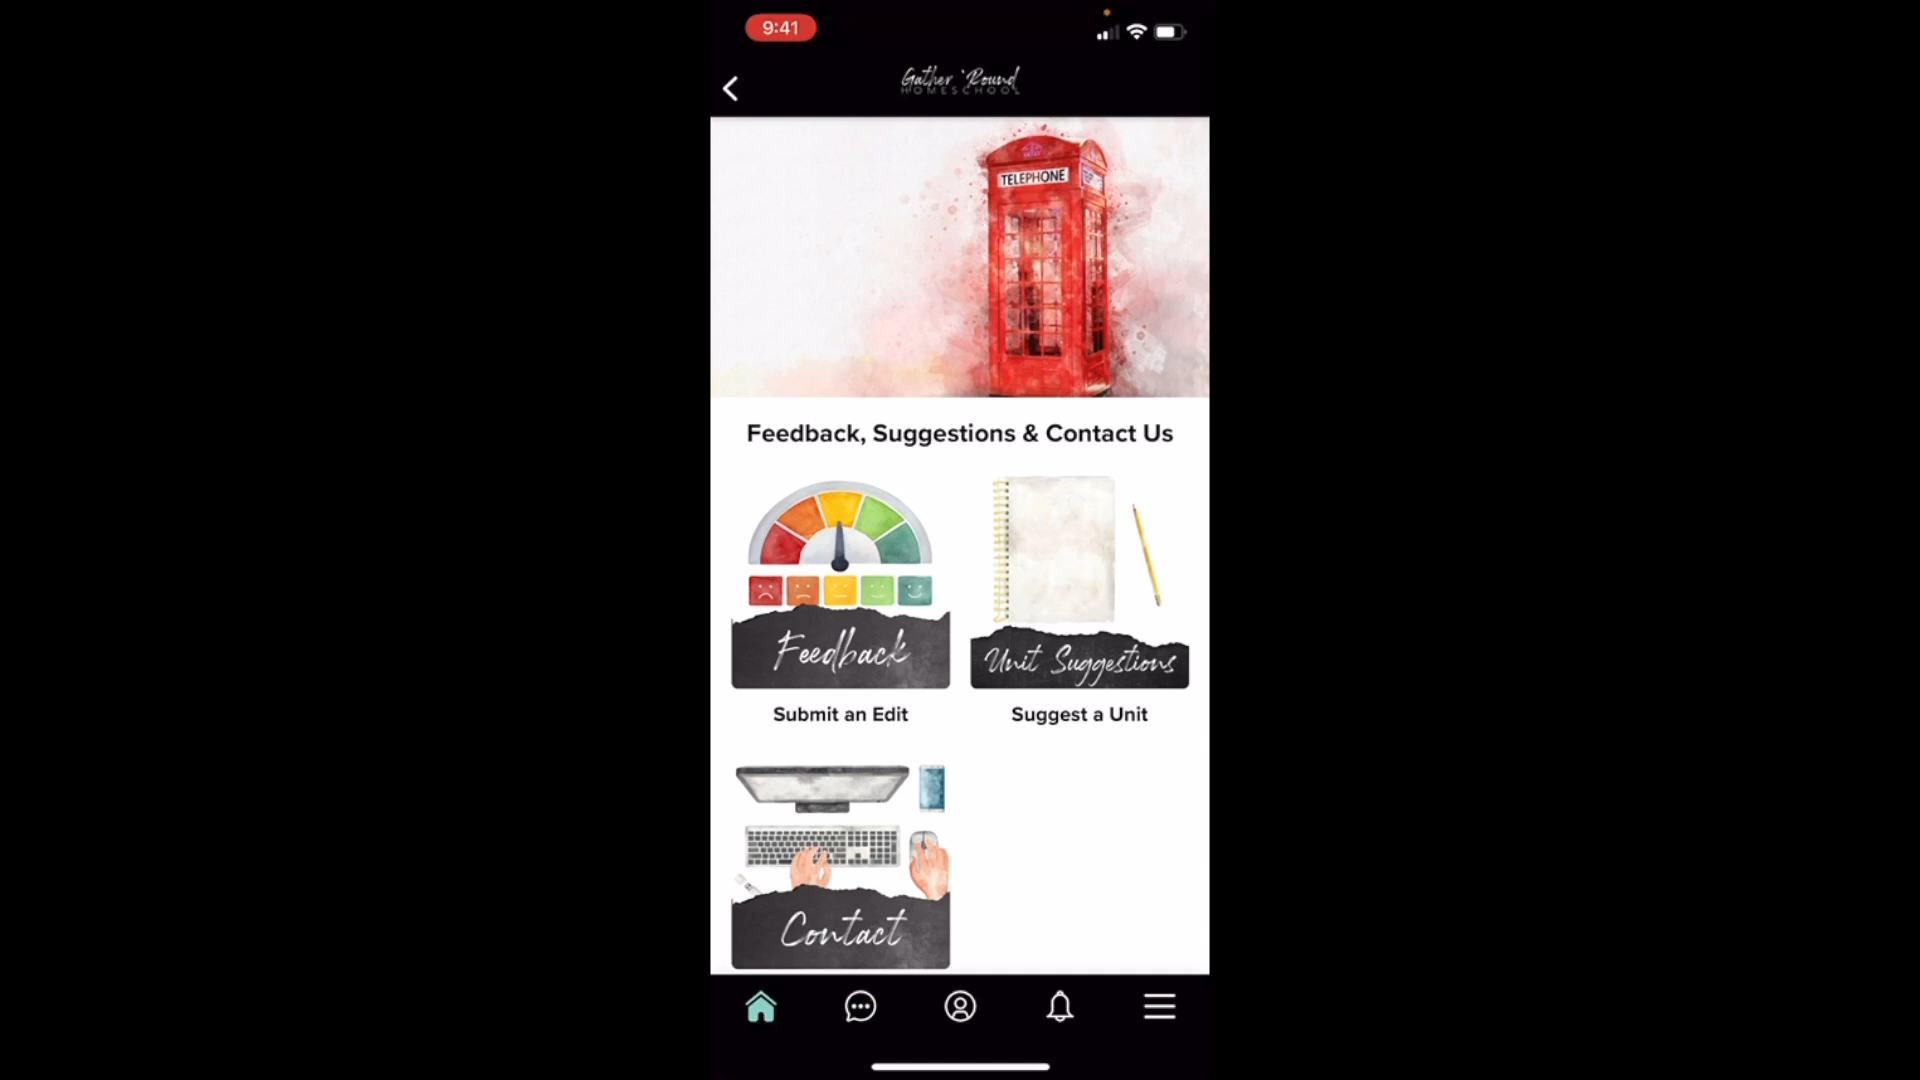 9:41
Gather 'Round
HOMESCHOOL
TELEPHONE
Feedback, Suggestions & Contact Us
Feedback
Unit Suggestions
Submit an Edit
Suggest a Unit
Contact